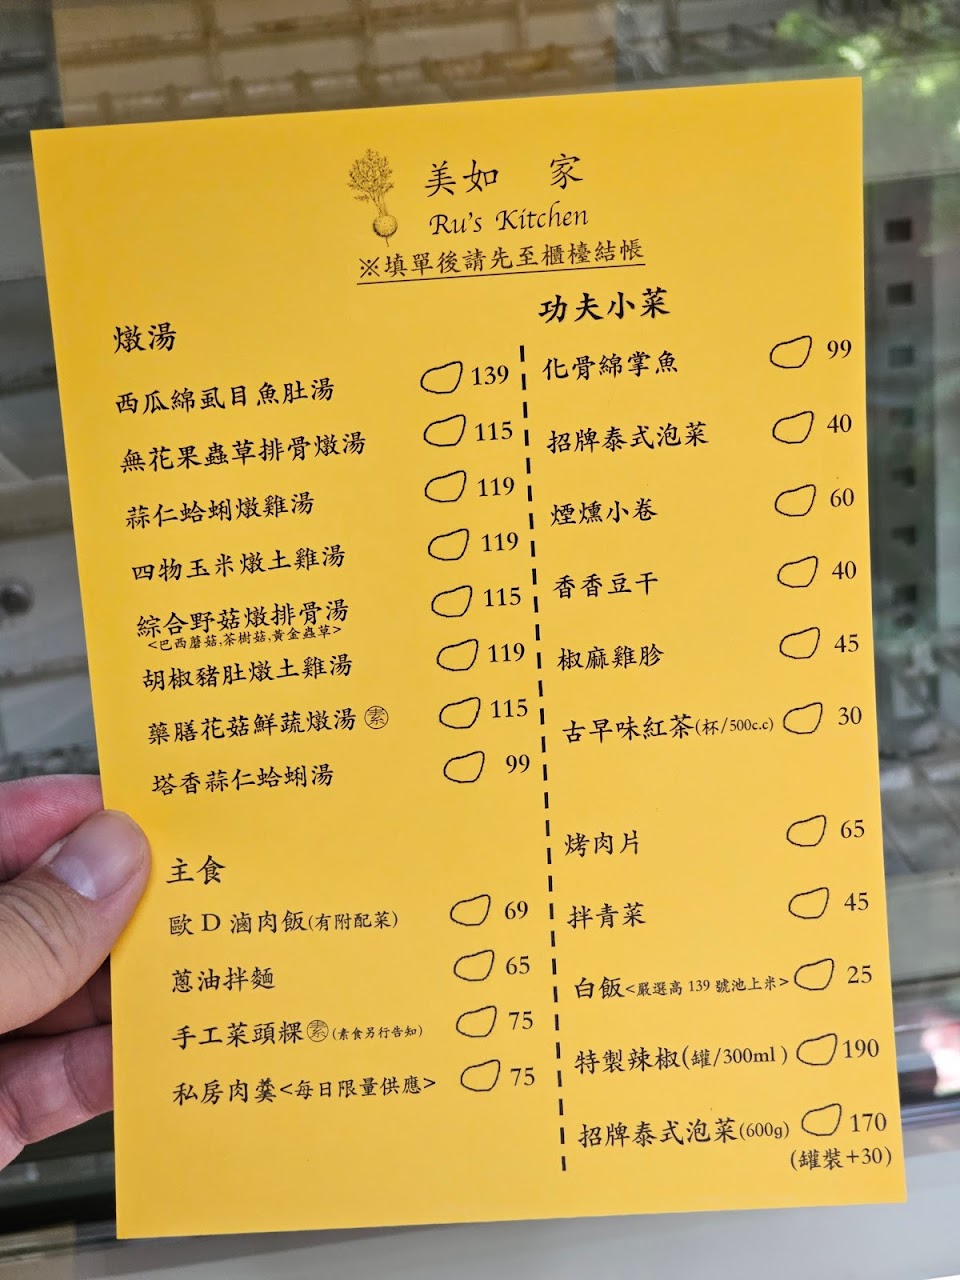 美如 家
Ru's Kitchen
※填單後請先至櫃檯結帳
燉湯
西瓜綿虱目魚肚湯 139
無花果蟲草排骨燉湯 115
蒜仁蛤蜊燉雞湯 119
四物玉米燉土雞湯 119
綜合野菇燉排骨湯 115
<巴西蘑菇,茶樹菇,黃金蟲草>
胡椒豬肚燉土雞湯 119
藥膳花菇鮮蔬燉湯㊛素 115
塔香蒜仁蛤蜊湯 99
主食
歐D滷肉飯(有附配菜) 69
蔥油拌麵 65
手工菜頭粿素(素食另行告知) 75
私房肉羹<每日限量供應> 75
功夫小菜
化骨綿掌魚 99
招牌泰式泡菜 40
煙燻小卷 60
香香豆干 40
椒麻雞胗 45
古早味紅茶(杯/500c.c) 30
烤肉片 65
拌青菜 45
白飯<嚴選高139號池上米> 25
特製辣椒(罐/300ml) 190
招牌泰式泡菜(600g) 170
(罐裝+30)